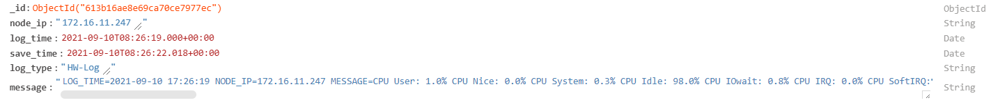 _id: ObjectId("613b16ae8e69ca70ce7977ec") ObjectId
node_ip : "172.16.11.247 " String
log_time : 2021-09-10T08:26:19.000+00:00 Date
save_time : 2021-09-10T08:26:22.018+00:00 Date
log_type : "HW-Log " String
message : "LOG_TIME=2021-09-10 17:26:19 NODE_IP=172.16.11.247 MESSAGE=CPU User: 1.0% CPU Nice: 0.0% CPU System: 0.3% CPU Idle: 98.0% CPU IOwait: 0.8% CPU IRQ: 0.0% CPU SoftIRQ:" String